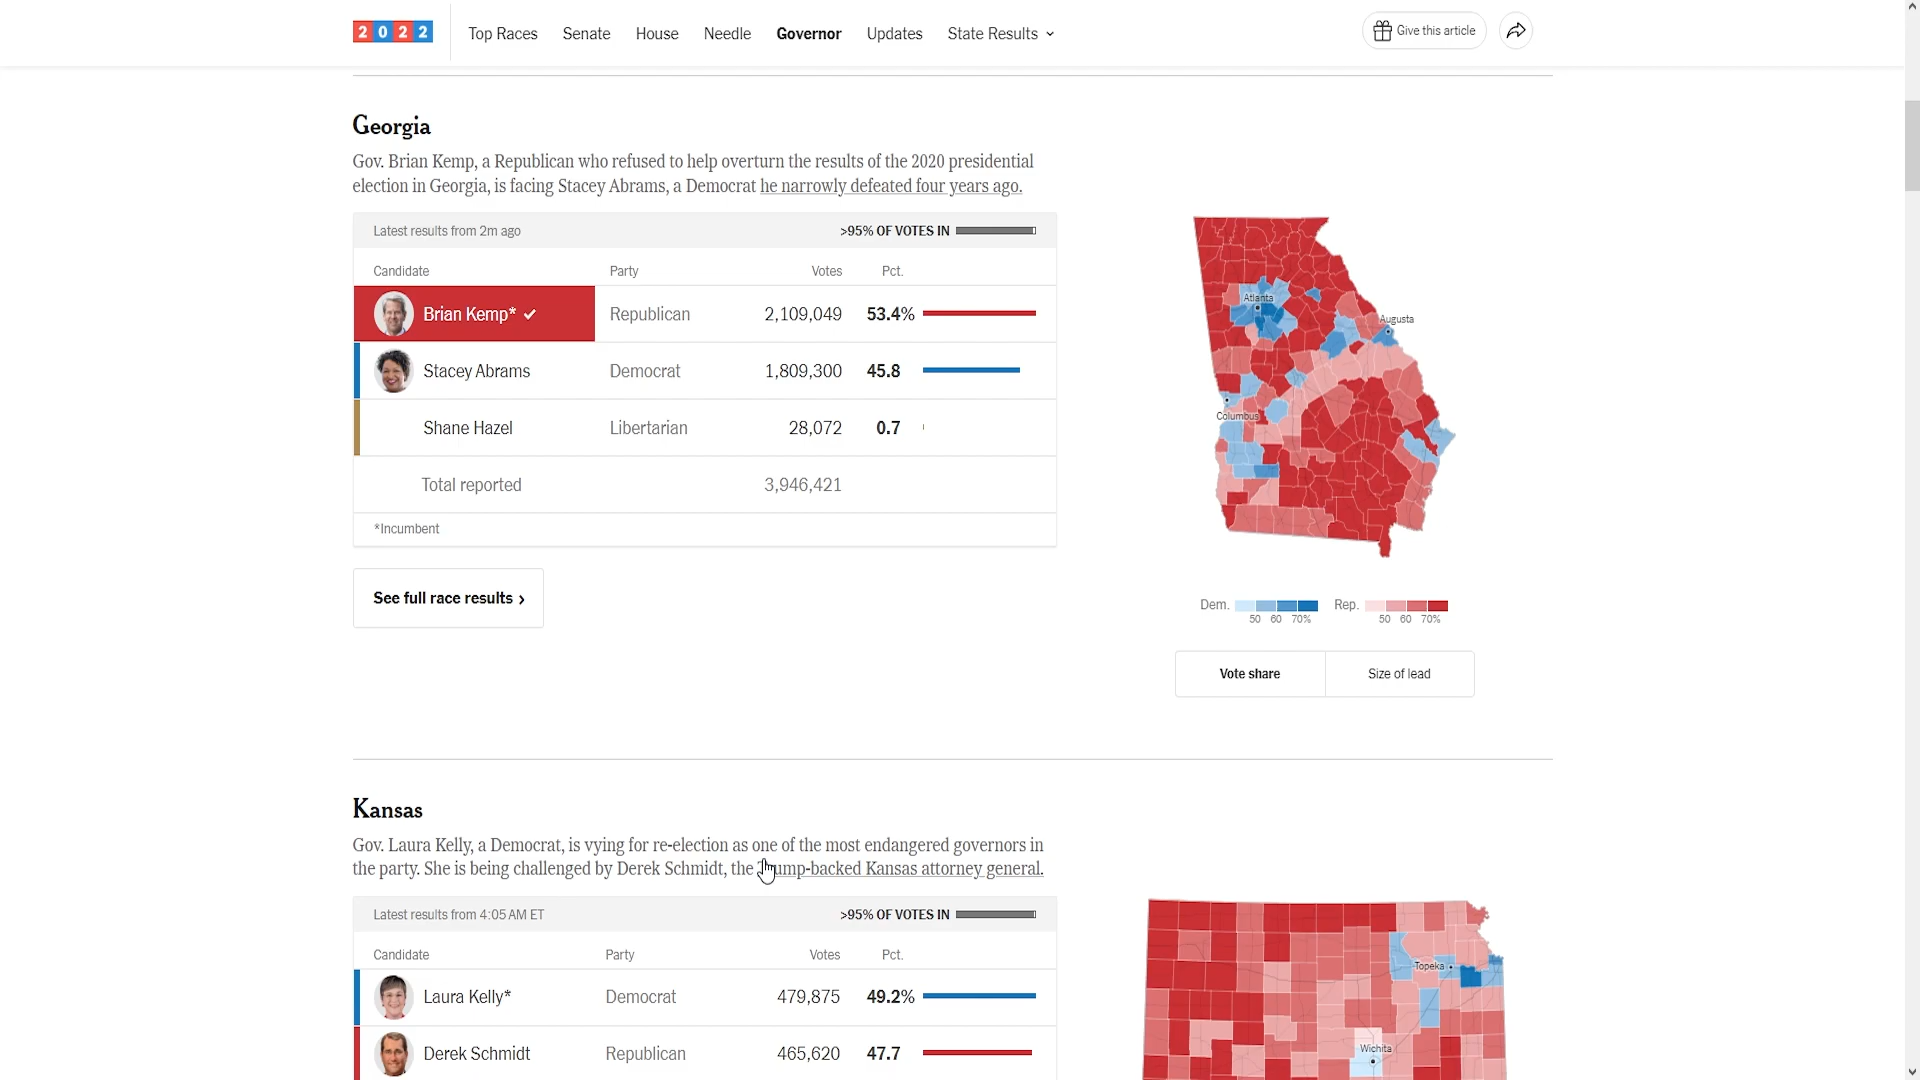 2022 Top Races Senate House Needle Governor Updates State Results Give this article
Georgia
Gov. Brian Kemp, a Republican who refused to help overturn the results of the 2020 presidential
election in Georgia, is facing Stacey Abrams, a Democrat he narrowly defeated four years ago.
Latest results from 2m ago >95% OF VOTES IN
Candidate Party Votes Pct.
Brian Kemp* ✓ Republican 2,109,049 53.4%
Stacey Abrams Democrat 1,809,300 45.8
Shane Hazel Libertarian 28,072 0.7
Total reported 3,946,421
*Incumbent
See full race results ›
Atlanta
Augusta
Columbus
Dem. Rep.
50 60 70% 50 60 70%
Vote share Size of lead
Kansas
Gov. Laura Kelly, a Democrat, is vying for re-election as one of the most endangered governors in
the party. She is being challenged by Derek Schmidt, the Trump-backed Kansas attorney general.
Latest results from 4:05 AM ET >95% OF VOTES IN
Candidate Party Votes Pct.
Laura Kelly* Democrat 479,875 49.2%
Derek Schmidt Republican 465,620 47.7
Topeka
Wichita